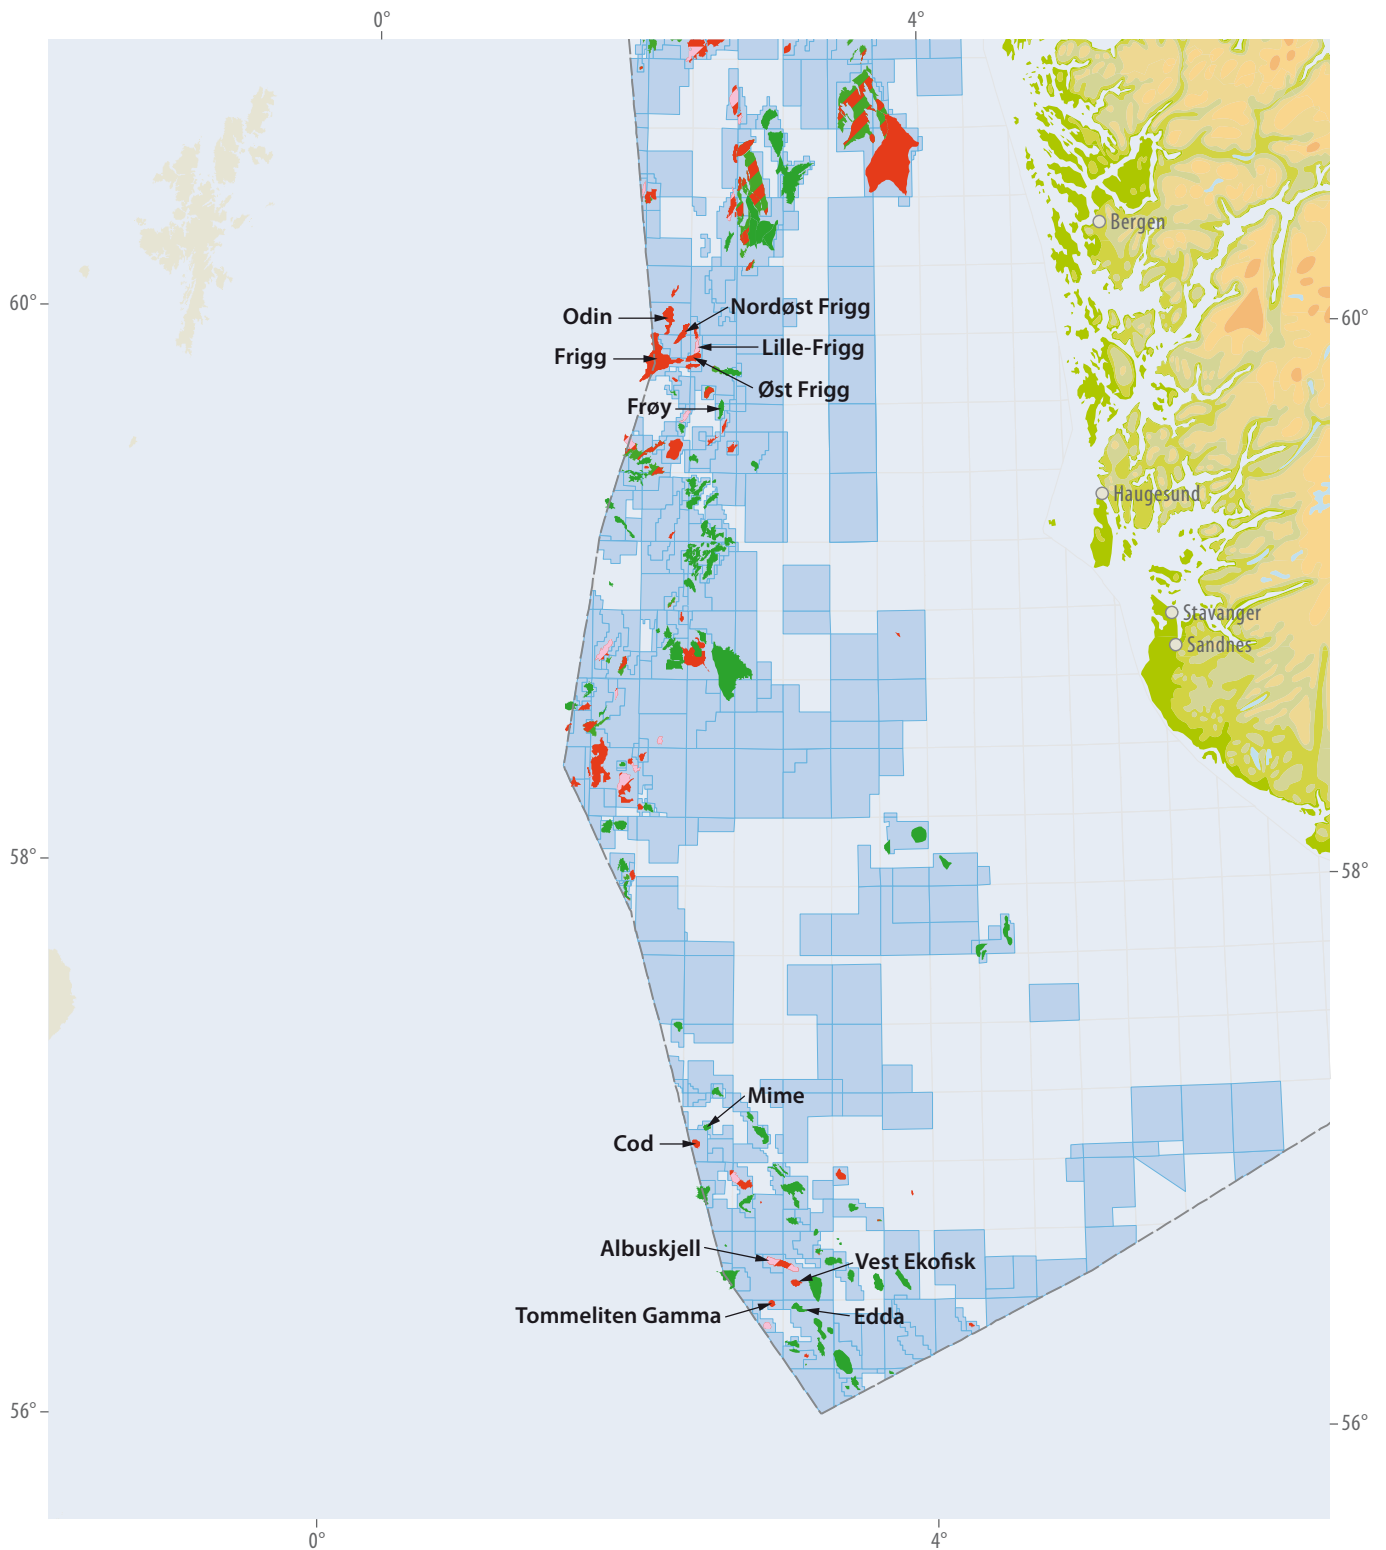 0°
4°
Bergen
60°
60°
Odin
Nordøst Frigg
Lille-Frigg
Frigg
Øst Frigg
Frøy
Haugesund
Stavanger
Sandnes
58°
58°
Mime
Cod
Albuskjell
Vest Ekofisk
Tommeliten Gamma
Edda
56°
56°
0°
4°